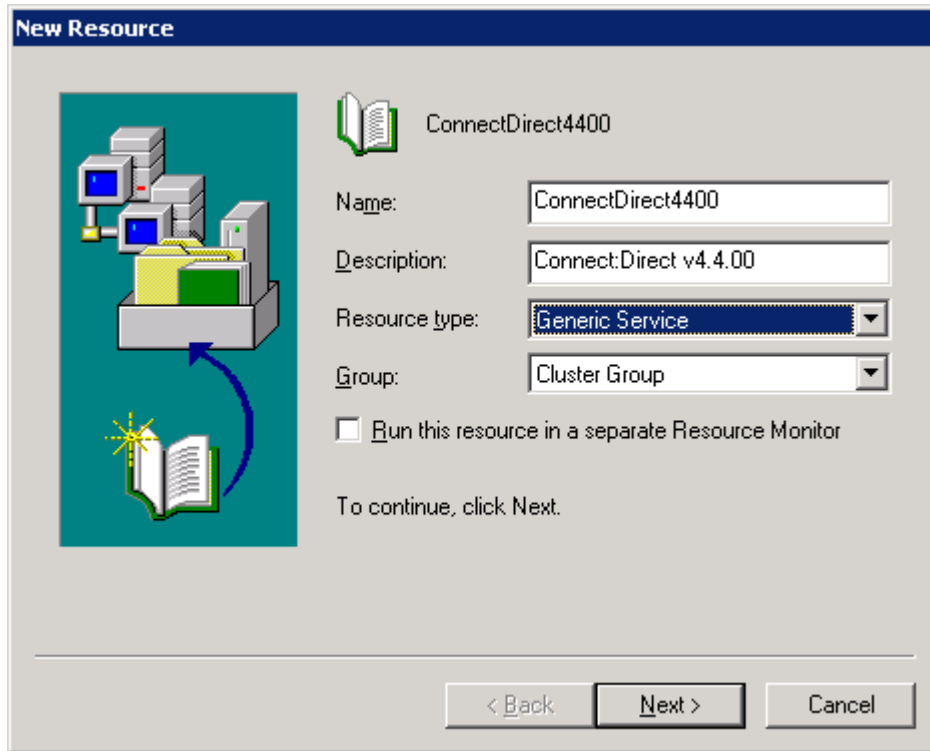 New Resource
ConnectDirect4400
Name: ConnectDirect4400
Description: Connect:Direct v4.4.00
Resource type: Generic Service
Group: Cluster Group
Run this resource in a separate Resource Monitor
To continue, click Next.
< Back Next > Cancel